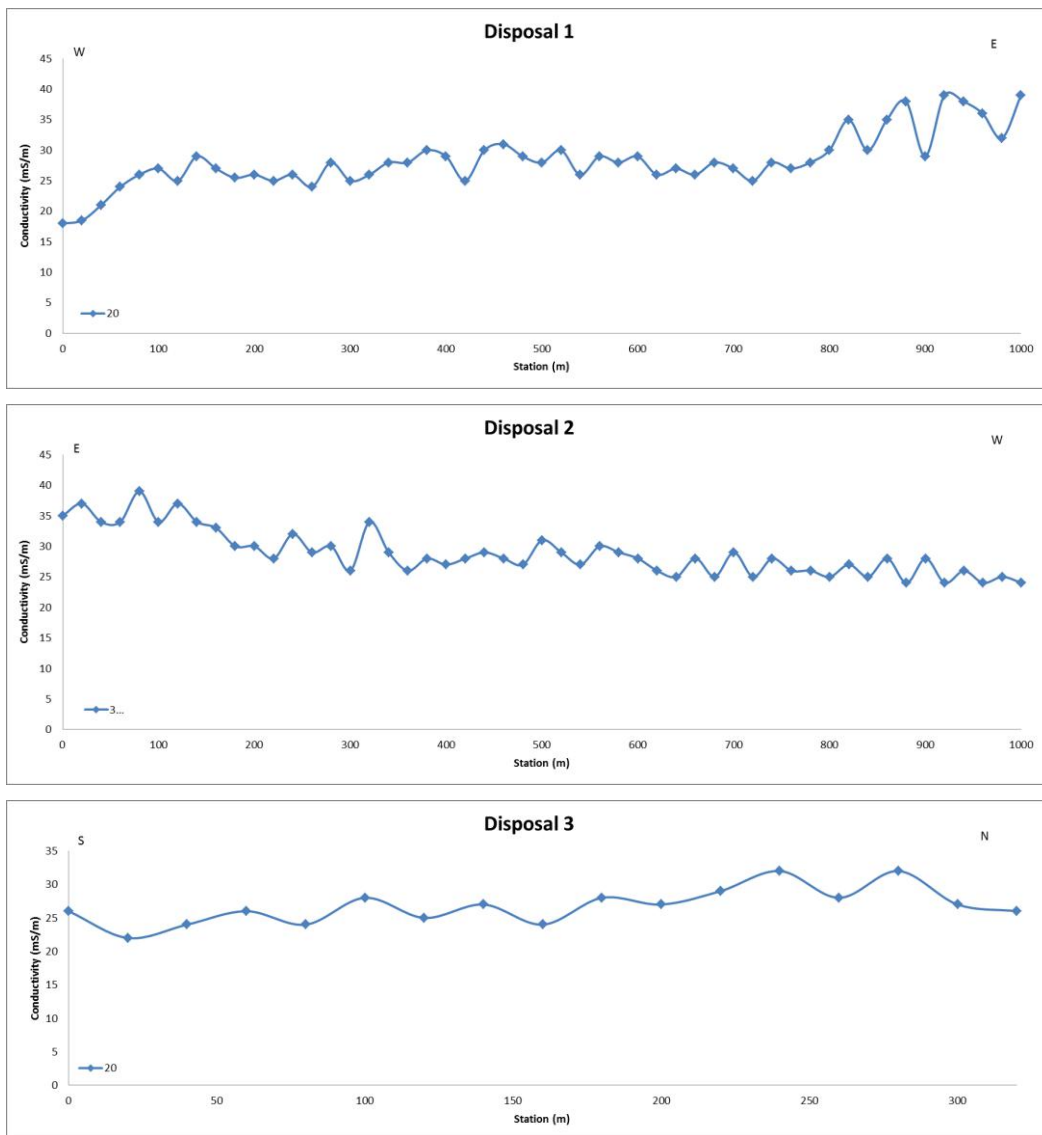 Disposal 1
W
E
45
40
35
30
25
20
15
10
5
0
Conductivity (mS/m)
20
0 100 200 300 400 500 600 700 800 900 1000
Station (m)
Disposal 2
E
W
45
40
35
30
25
20
15
10
5
0
Conductivity (mS/m)
3...
0 100 200 300 400 500 600 700 800 900 1000
Station (m)
Disposal 3
S
N
35
30
25
20
15
10
5
0
Conductivity (mS/m)
20
0 50 100 150 200 250 300
Station (m)